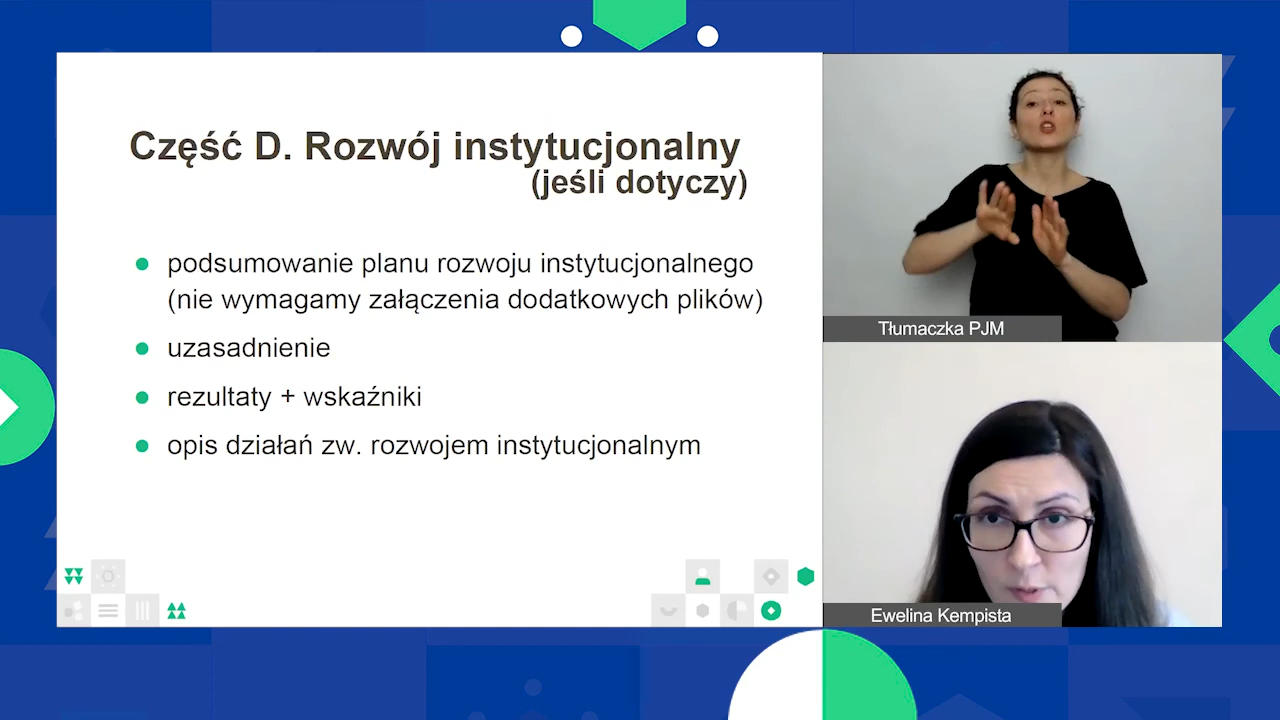 Część D. Rozwój instytucjonalny
(jeśli dotyczy)
podsumowanie planu rozwoju instytucjonalnego
(nie wymagamy załączenia dodatkowych plików)
uzasadnienie
rezultaty + wskaźniki
opis działań zw. rozwojem instytucjonalnym
Tłumaczka PJM
Ewelina Kempista